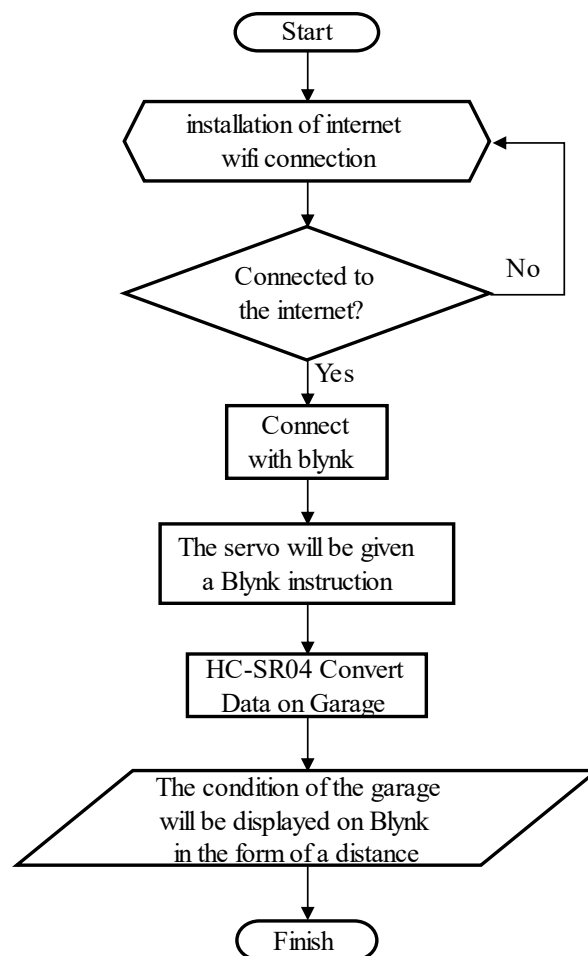 Start
installation of internet
wifi connection
Connected to
the internet?
No
Yes
Connect
with blynk
The servo will be given
a Blynk instruction
HC-SR04 Convert
Data on Garage
The condition of the garage
will be displayed on Blynk
in the form of a distance
Finish